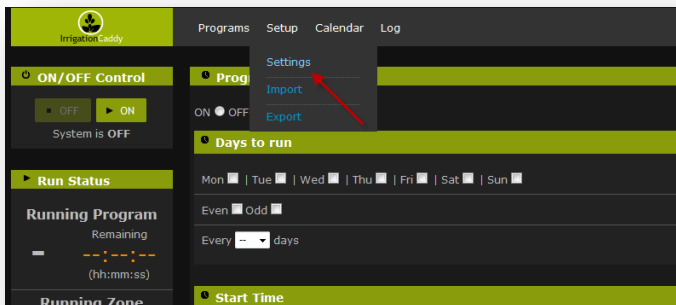 IrrigationCaddy
Programs Setup Calendar Log
Settings
Import
Export
ON/OFF Control
OFF ON
System is OFF
Run Status
Running Program
Remaining
- --:--:--
(hh:mm:ss)
Running Zone
Prog
ON OFF
Days to run
Mon | Tue | Wed | Thu | Fri | Sat | Sun
Even Odd
Every -- days
Start Time